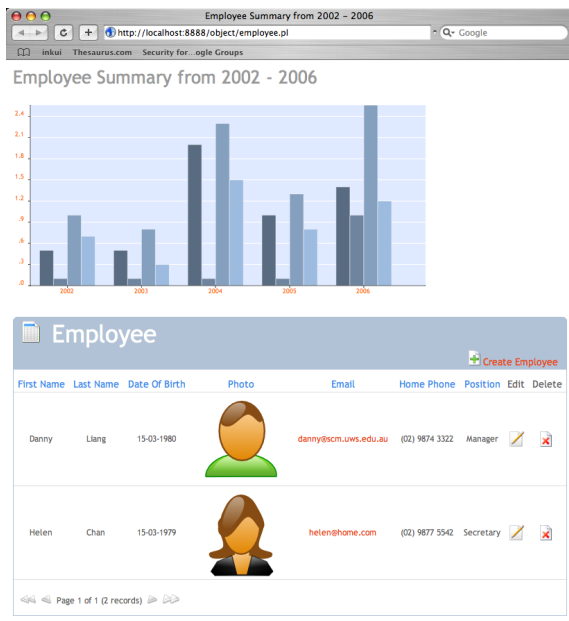 Employee Summary from 2002 – 2006
http://localhost:8888/object/employee.pl
Google
inkui Thesaurus.com Security for...ogle Groups
Employee Summary from 2002 - 2006
2.4
2.1
1.8
1.5
1.2
.9
.6
.3
.0
2002 2003 2004 2005 2006
Employee
Create Employee
First Name Last Name Date Of Birth Photo Email Home Phone Position Edit Delete
Danny Liang 15-03-1980 danny@scm.uws.edu.au (02) 9874 3322 Manager
Helen Chan 15-03-1979 helen@home.com (02) 9877 5542 Secretary
Page 1 of 1 (2 records)